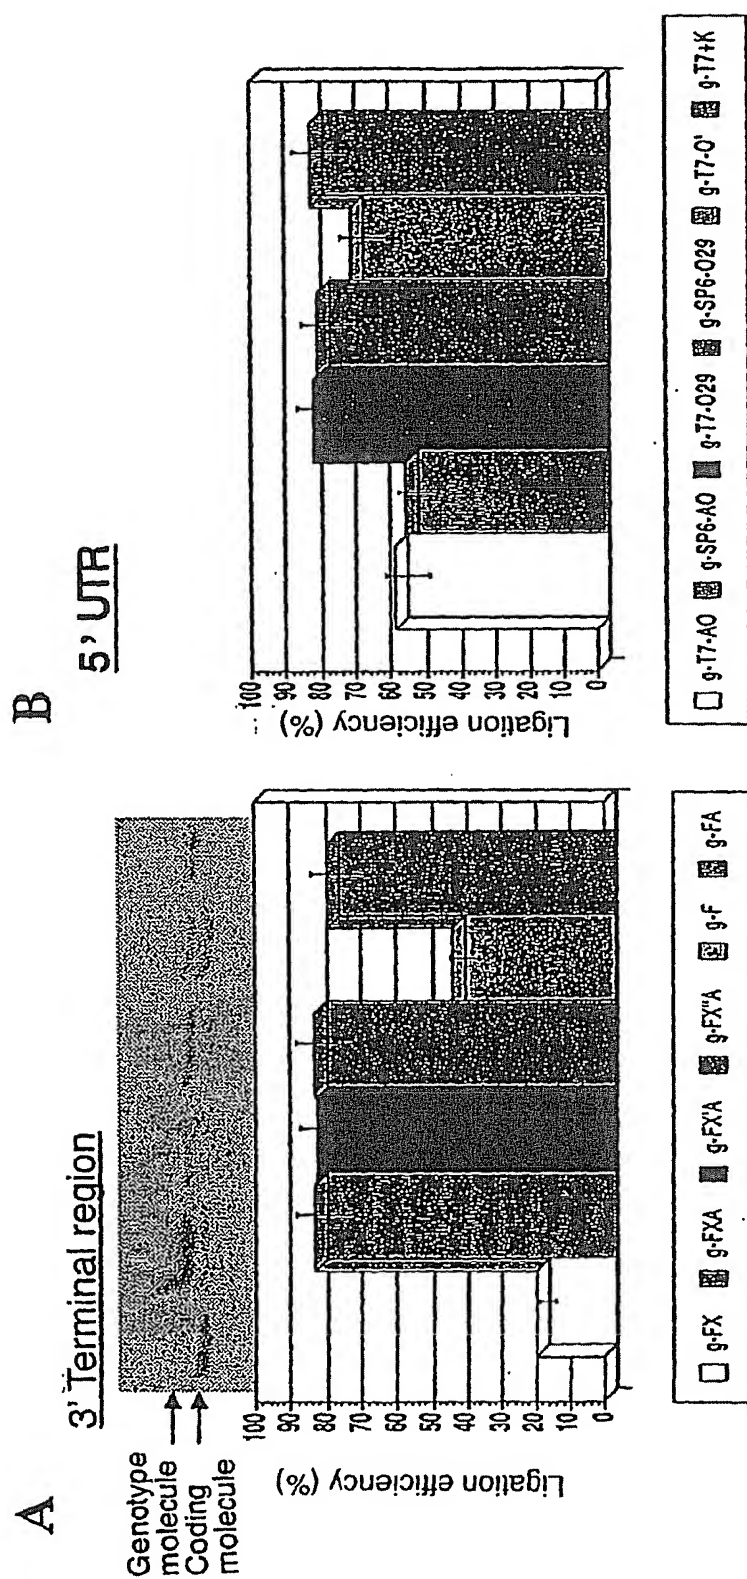 A
3' Terminal region
Genotype
molecule
Coding
molecule
100
90
80
70
60
50
40
30
20
10
0
Ligation efficiency (%)
g-FX g-FXA g-FX'A g-FX"A g-F g-FA
B
5' UTR
100
90
80
70
60
50
40
30
20
10
0
Ligation efficiency (%)
g-T7-AO g-SP6-AO g-T7-O29 g-SP6-O29 g-T7-O' g-T7+K